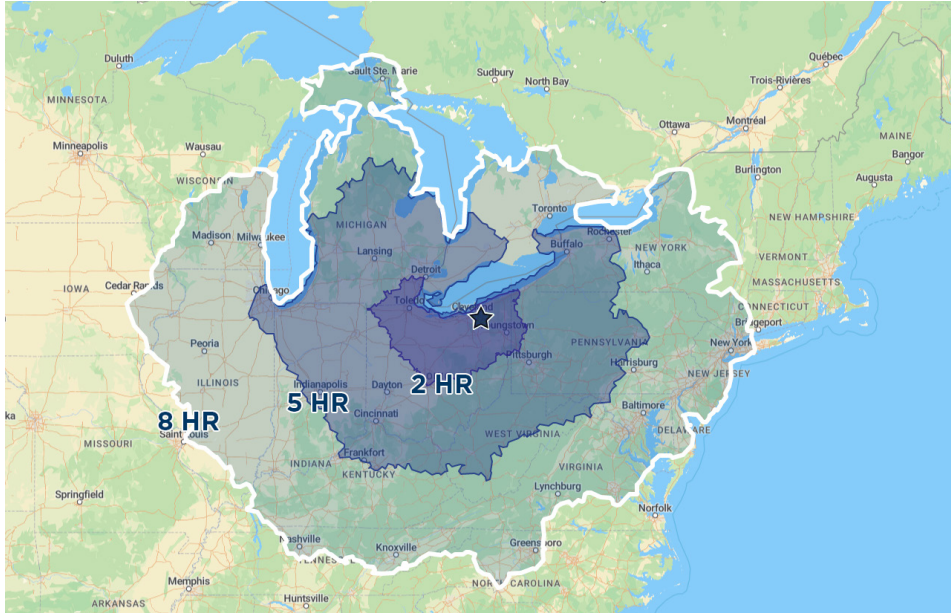 Duluth
Sault Ste. Marie
Sudbury
North Bay
Québec
Trois-Rivières
MINNESOTA
Ottawa
Montréal
MAINE
Minneapolis
Wausau
Bangor
Burlington
Augusta
WISCONSIN
Toronto
NEW HAMPSHIRE
MICHIGAN
Madison
Milwaukee
Rochester
Lansing
Buffalo
NEW YORK
VERMONT
Ithaca
Detroit
MASSACHUSETTS
IOWA
Cedar Rapids
Chicago
Toledo
Cleveland
CONNECTICUT
Bridgeport
Youngstown
Peoria
PENNSYLVANIA
New York
Pittsburgh
Harrisburg
NEW JERSEY
ILLINOIS
Indianapolis
Dayton
2 HR
5 HR
Baltimore
Cincinnati
8 HR
DELAWARE
Saint Louis
WEST VIRGINIA
MISSOURI
Frankfort
INDIANA
KENTUCKY
VIRGINIA
Springfield
Lynchburg
Norfolk
Nashville
Knoxville
Greensboro
TENNESSEE
Memphis
NORTH CAROLINA
Huntsville
ARKANSAS